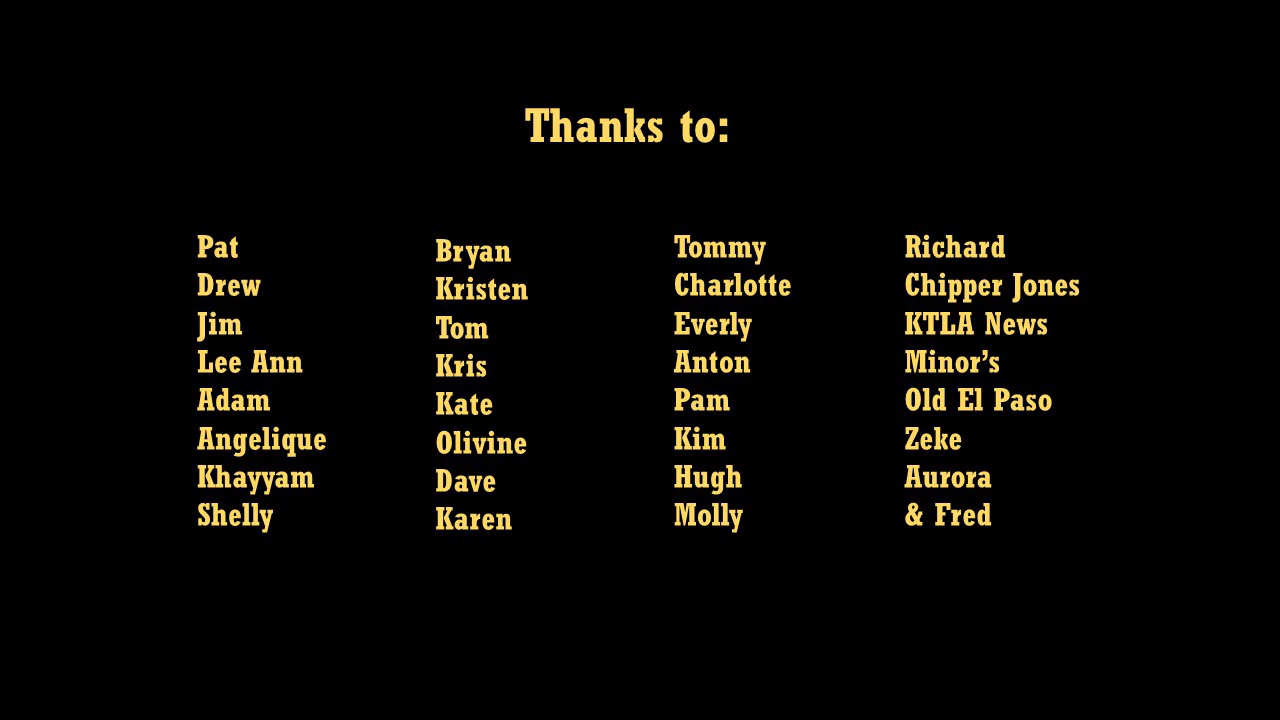 Thanks to:
Pat
Drew
Jim
Lee Ann
Adam
Angelique
Khayyam
Shelly
Bryan
Kristen
Tom
Kris
Kate
Olivine
Dave
Karen
Tommy
Charlotte
Everly
Anton
Pam
Kim
Hugh
Molly
Richard
Chipper Jones
KTLA News
Minor’s
Old El Paso
Zeke
Aurora
& Fred